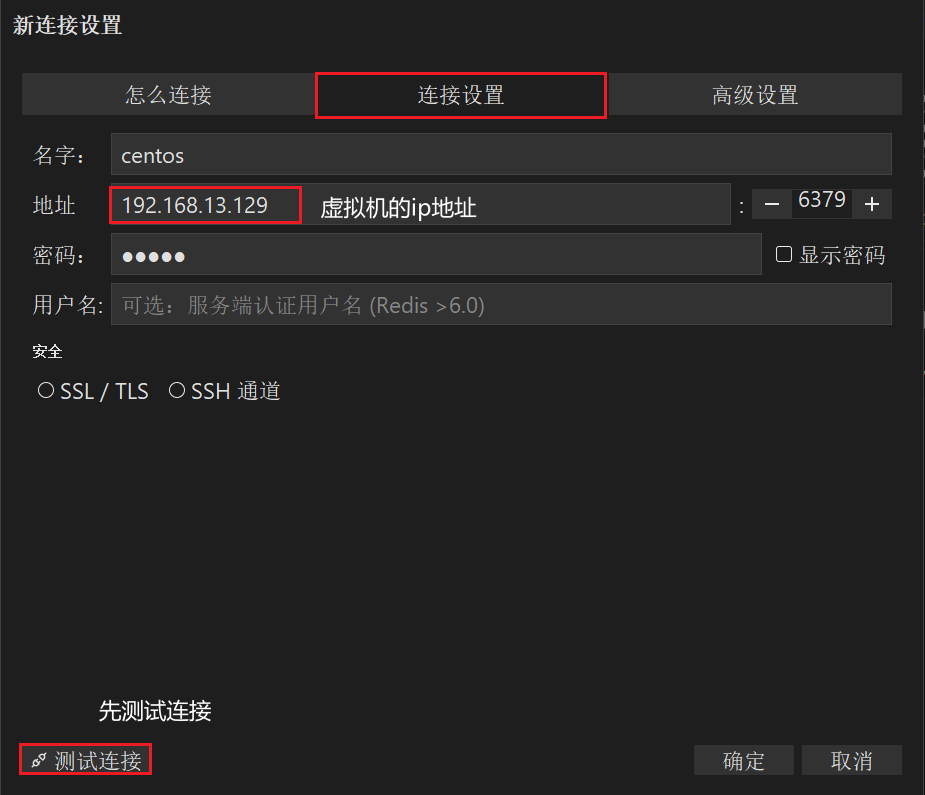 新连接设置
怎么连接 连接设置 高级设置
名字： centos
地址 192.168.13.129 虚拟机的ip地址 : − 6379 +
密码： ●●●●● 显示密码
用户名: 可选：服务端认证用户名 (Redis >6.0)
安全
SSL / TLS SSH 通道
先测试连接
测试连接 确定 取消